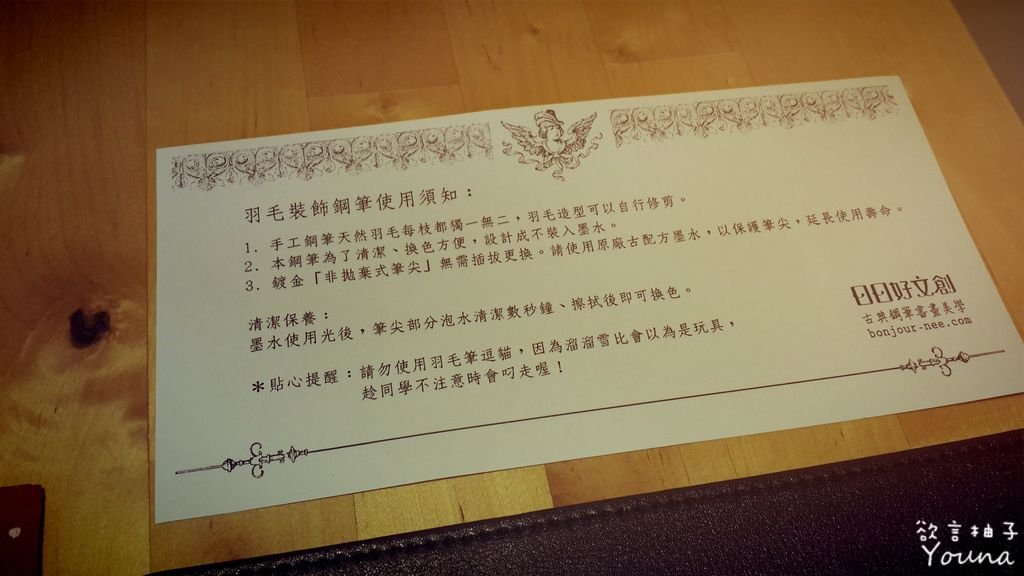 羽毛裝飾鋼筆使用須知：
1. 手工鋼筆天然羽毛每枝都獨一無二，羽毛造型可以自行修剪。
2. 本鋼筆為了清潔、換色方便，設計成不裝入墨水。
3. 鍍金「非拋棄式筆尖」無需插拔更換。請使用原廠古配方墨水，以保護筆尖，延長使用壽命。
清潔保養：
墨水使用光後，筆尖部分泡水清潔數秒鐘、擦拭後即可換色。
＊貼心提醒：請勿使用羽毛筆逗貓，因為溜溜雪比會以為是玩具，
趁同學不注意時會叼走喔！
日日好文創
古典鋼筆書畫美學
bonjour-nee.com
欲言柚子
Youna